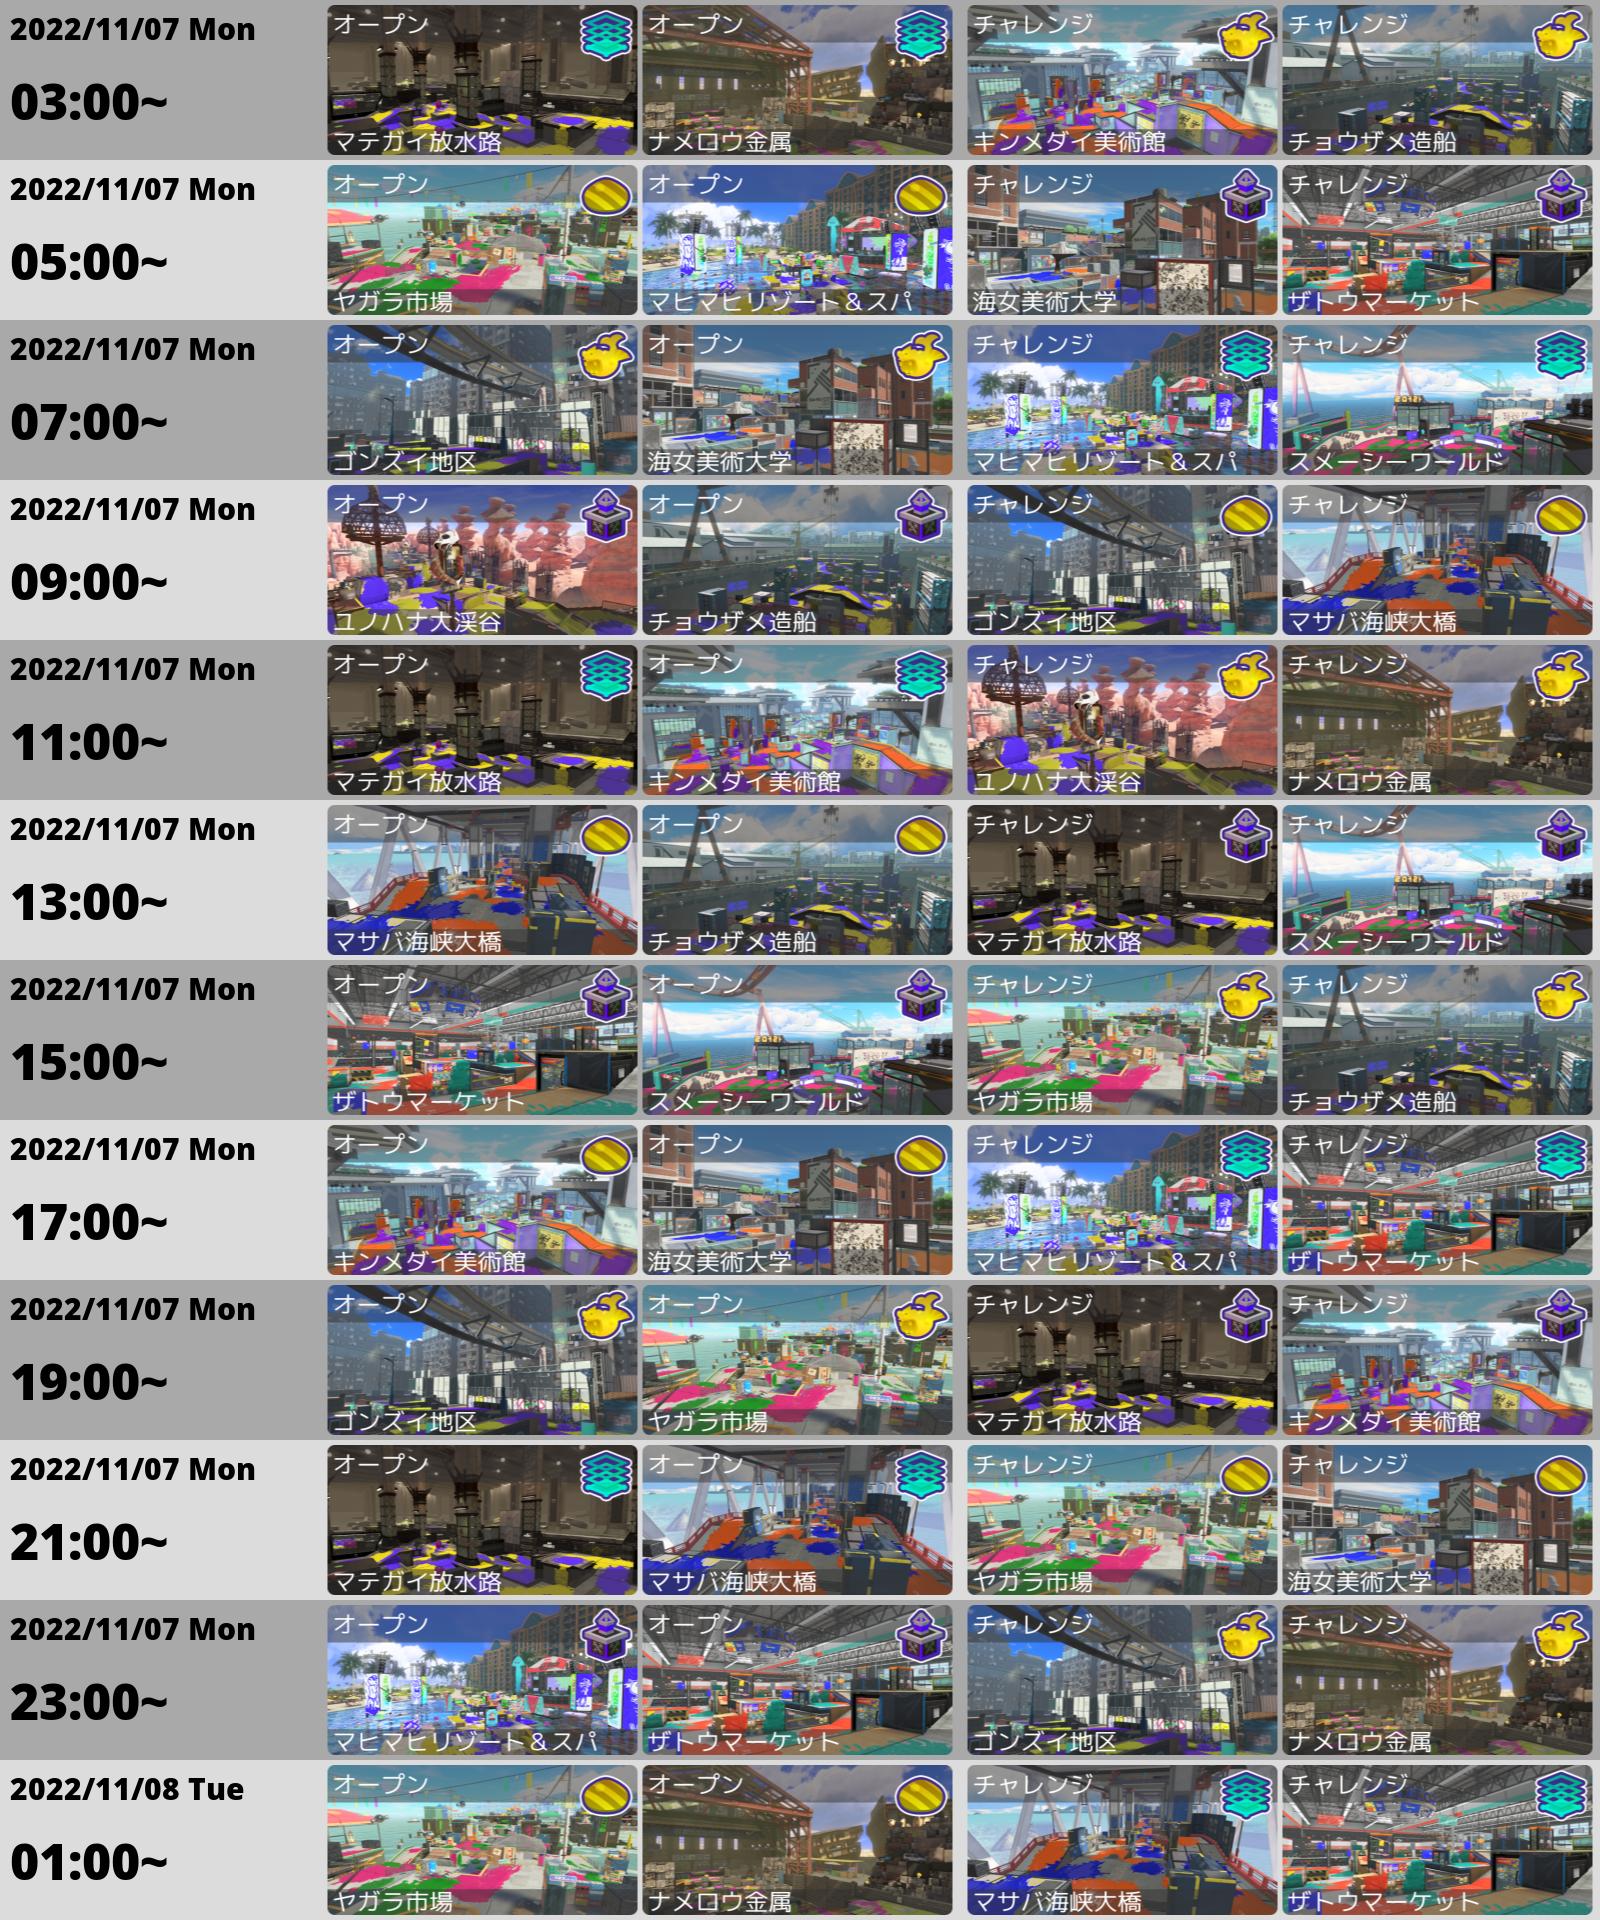 2022/11/07 Mon
03:00~
オープン
マテガイ放水路
オープン
ナメロウ金属
チャレンジ
キンメダイ美術館
チャレンジ
チョウザメ造船
2022/11/07 Mon
05:00~
オープン
ヤガラ市場
オープン
マヒマヒリゾート&スパ
チャレンジ
海女美術大学
チャレンジ
ザトウマーケット
2022/11/07 Mon
07:00~
オープン
ゴンズイ地区
オープン
海女美術大学
チャレンジ
マヒマヒリゾート&スパ
チャレンジ
スメーシーワールド
2022/11/07 Mon
09:00~
オープン
ユノハナ大渓谷
オープン
チョウザメ造船
チャレンジ
ゴンズイ地区
チャレンジ
マサバ海峡大橋
2022/11/07 Mon
11:00~
オープン
マテガイ放水路
オープン
キンメダイ美術館
チャレンジ
ユノハナ大渓谷
チャレンジ
ナメロウ金属
2022/11/07 Mon
13:00~
オープン
マサバ海峡大橋
オープン
チョウザメ造船
チャレンジ
マテガイ放水路
チャレンジ
スメーシーワールド
2022/11/07 Mon
15:00~
オープン
ザトウマーケット
オープン
スメーシーワールド
チャレンジ
ヤガラ市場
チャレンジ
チョウザメ造船
2022/11/07 Mon
17:00~
オープン
キンメダイ美術館
オープン
海女美術大学
チャレンジ
マヒマヒリゾート&スパ
チャレンジ
ザトウマーケット
2022/11/07 Mon
19:00~
オープン
ゴンズイ地区
オープン
ヤガラ市場
チャレンジ
マテガイ放水路
チャレンジ
キンメダイ美術館
2022/11/07 Mon
21:00~
オープン
マテガイ放水路
オープン
マサバ海峡大橋
チャレンジ
ヤガラ市場
チャレンジ
海女美術大学
2022/11/07 Mon
23:00~
オープン
マヒマヒリゾート&スパ
オープン
ザトウマーケット
チャレンジ
ゴンズイ地区
チャレンジ
ナメロウ金属
2022/11/08 Tue
01:00~
オープン
ヤガラ市場
オープン
ナメロウ金属
チャレンジ
マサバ海峡大橋
チャレンジ
ザトウマーケット